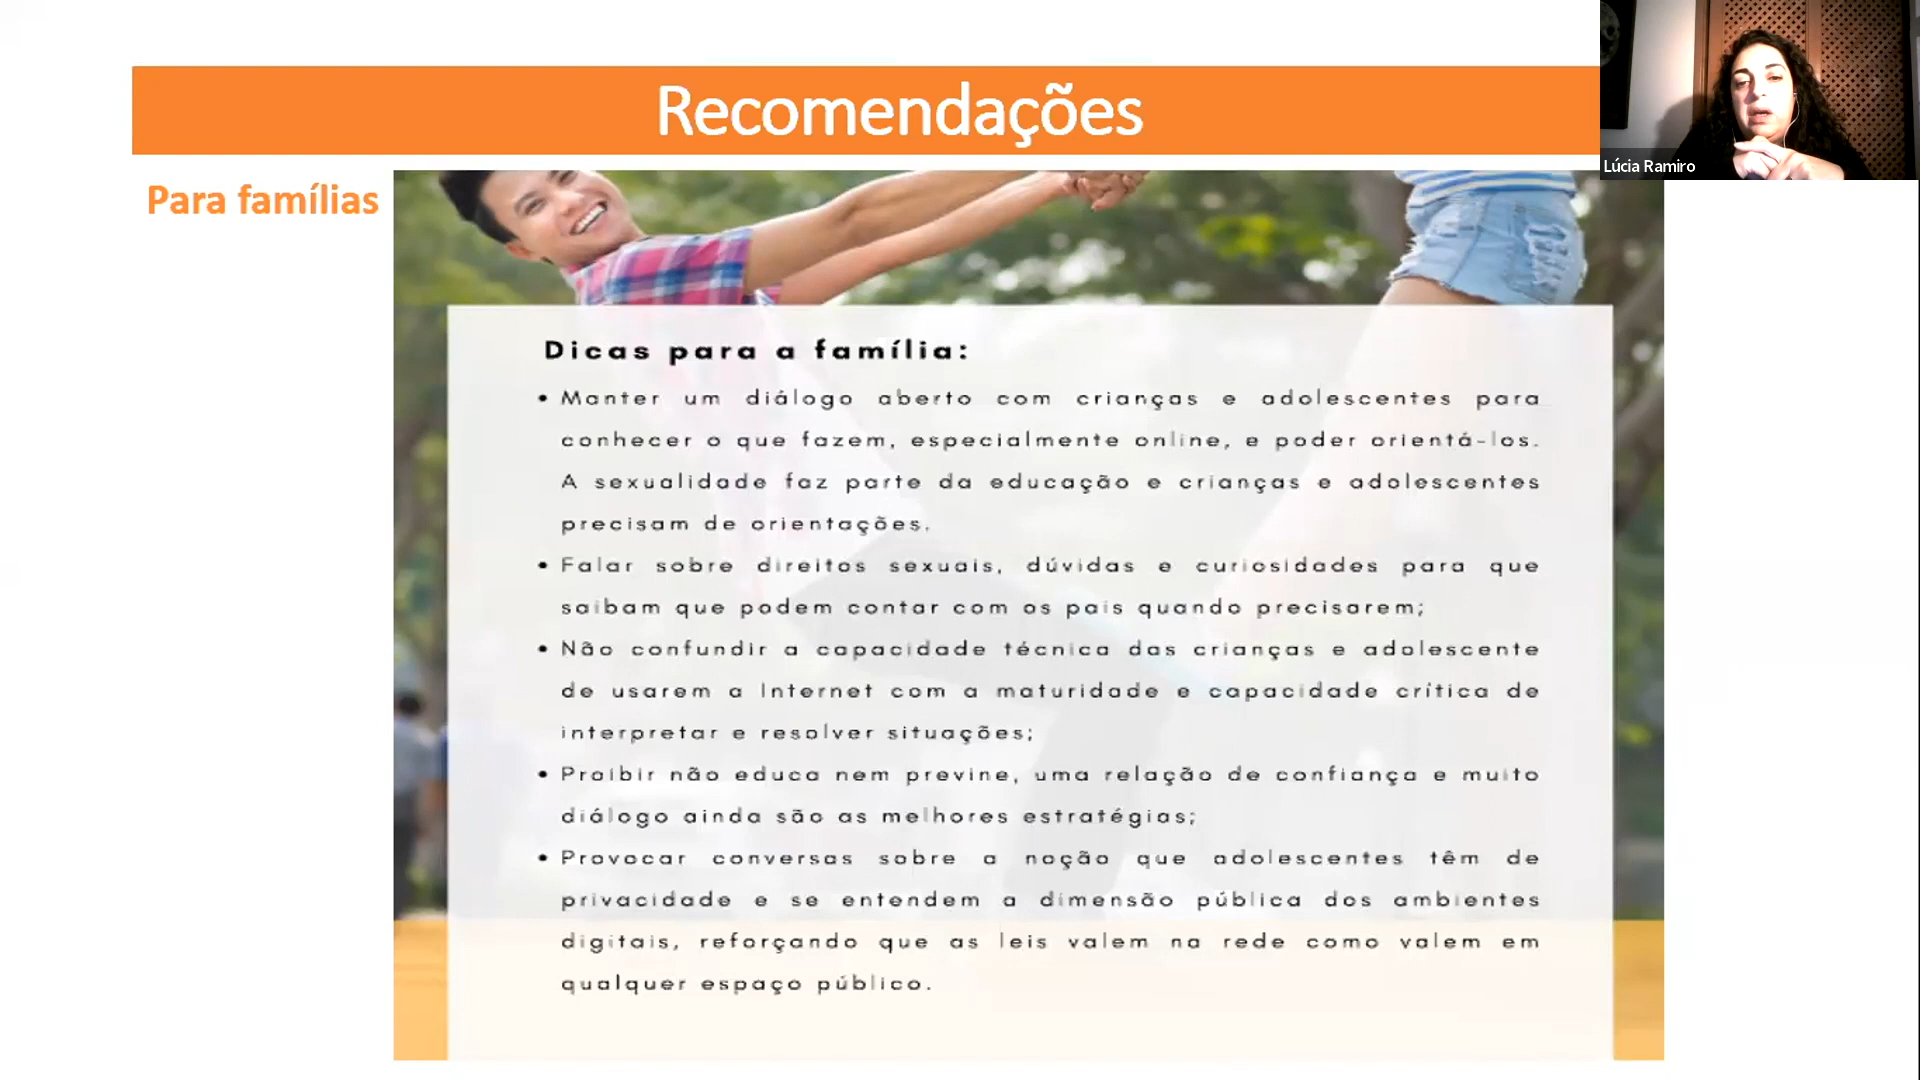 Recomendações
Lúcia Ramiro
Para famílias
Dicas para a família:
• Manter um diálogo aberto com crianças e adolescentes para
conhecer o que fazem, especialmente online, e poder orientá-los.
A sexualidade faz parte da educação e crianças e adolescentes
precisam de orientações.
• Falar sobre direitos sexuais, dúvidas e curiosidades para que
saibam que podem contar com os pais quando precisarem;
• Não confundir a capacidade técnica das crianças e adolescente
de usarem a Internet com a maturidade e capacidade crítica de
interpretar e resolver situações;
• Proibir não educa nem previne, uma relação de confiança e muito
diálogo ainda são as melhores estratégias;
• Provocar conversas sobre a noção que adolescentes têm de
privacidade e se entendem a dimensão pública dos ambientes
digitais, reforçando que as leis valem na rede como valem em
qualquer espaço público.